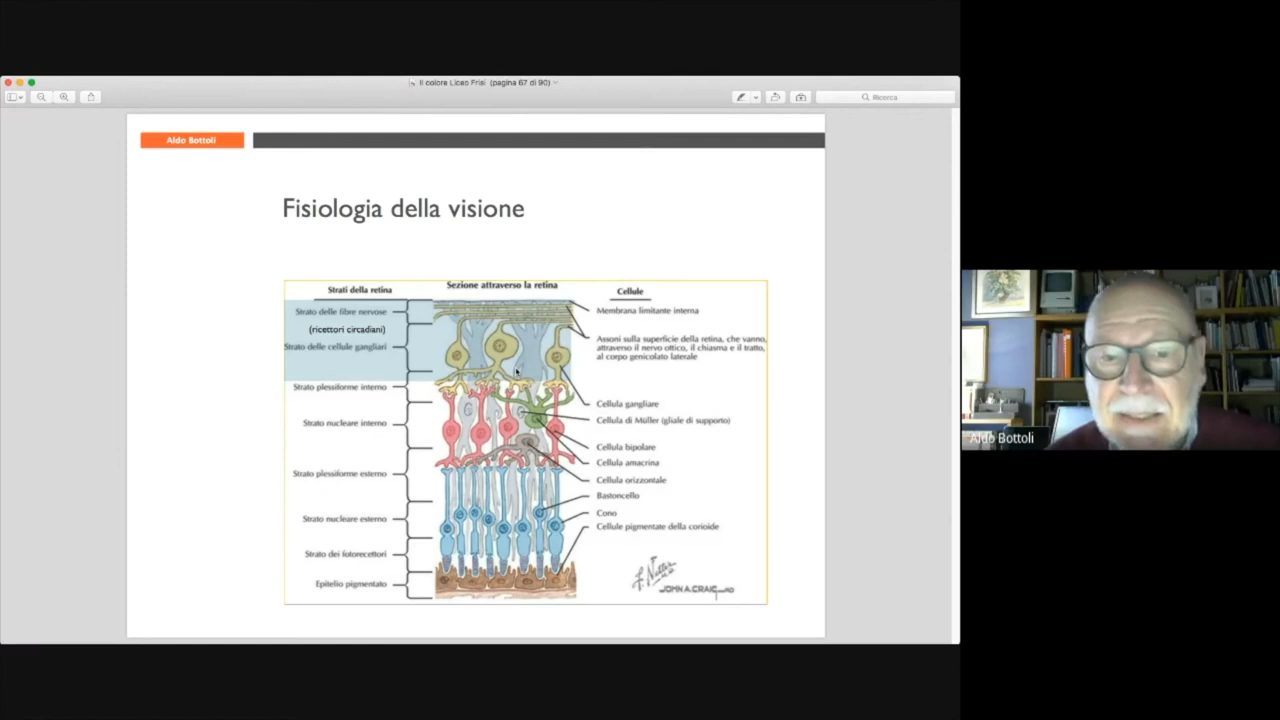 Il colore Liceo Frisi (pagina 67 di 90)
Ricerca
Aldo Bottoli
Fisiologia della visione
Strati della retina
Sezione attraverso la retina
Cellule
Strato delle fibre nervose
(ricettori circadiani)
Strato delle cellule gangliari
Strato plessiforme interno
Strato nucleare interno
Strato plessiforme esterno
Strato nucleare esterno
Strato dei fotorecettori
Epitelio pigmentato
Membrana limitante interna
Assoni sulla superficie della retina, che vanno,
attraverso il nervo ottico, il chiasma e il tratto,
al corpo genicolato laterale
Cellula gangliare
Cellula di Müller (gliale di supporto)
Cellula bipolare
Cellula amacrina
Cellula orizzontale
Bastoncello
Cono
Cellule pigmentate della corioide
JOHN A.CRAIG
Aldo Bottoli